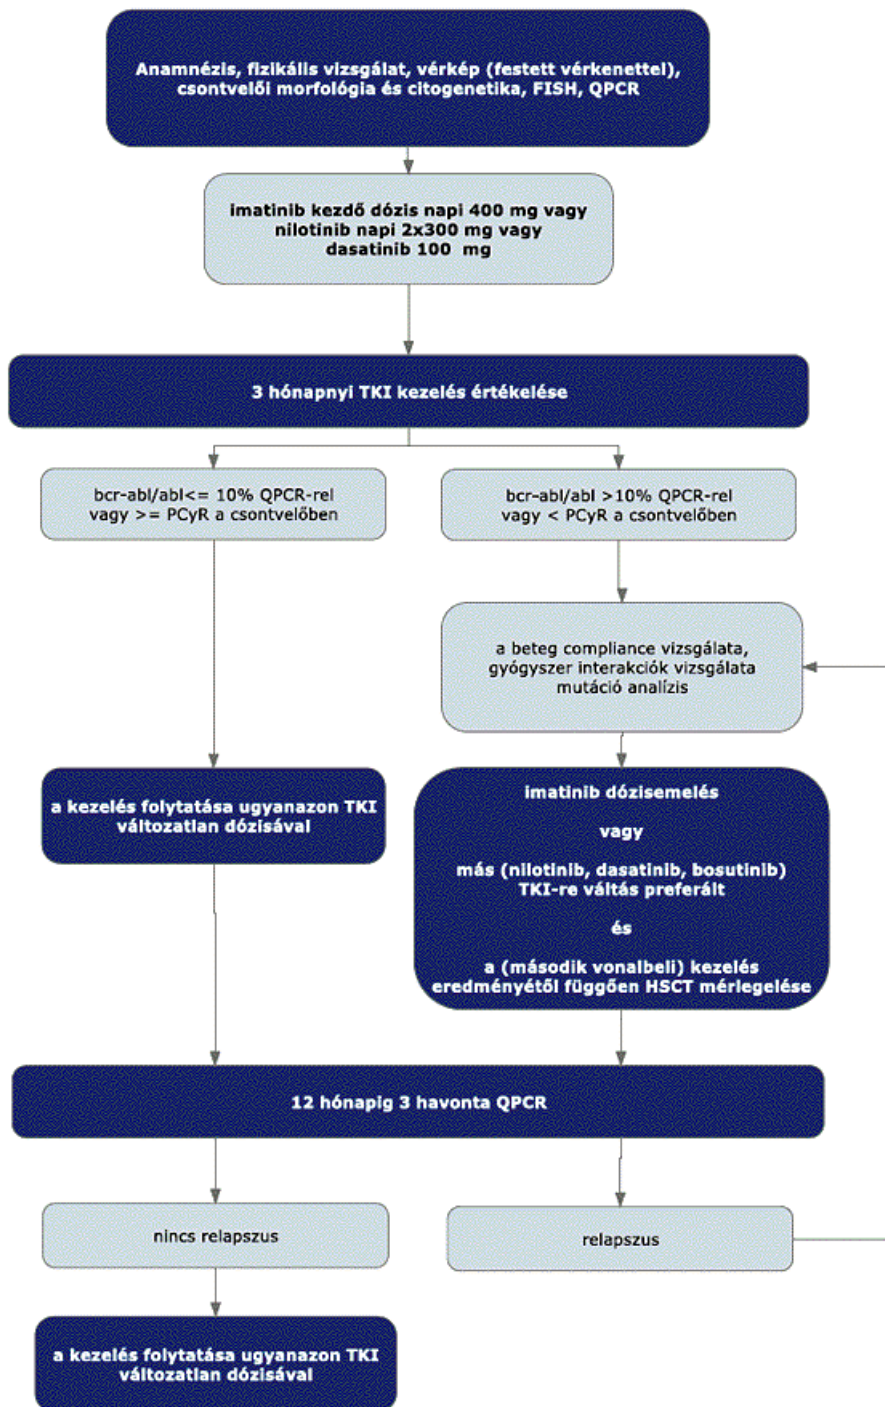 Anamnézis, fizikális vizsgálat, vérkép (festett vérkenettel),
csontvelői morfológia és citogenetika, FISH, QPCR
imatinib kezdő dózis napi 400 mg vagy
nilotinib napi 2x300 mg vagy
dasatinib 100 mg
3 hónapnyi TKI kezelés értékelése
bcr-abl/abl<= 10% QPCR-rel
vagy >= PCyR a csontvelőben
bcr-abl/abl >10% QPCR-rel
vagy < PCyR a csontvelőben
a beteg compliance vizsgálata,
gyógyszer interakciók vizsgálata
mutáció analízis
a kezelés folytatása ugyanazon TKI
változatlan dózisával
imatinib dózisemelés
vagy
más (nilotinib, dasatinib, bosutinib)
TKI-re váltás preferált
és
a (második vonalbeli) kezelés
eredményétől függően HSCT mérlegelése
12 hónapig 3 havonta QPCR
nincs relapszus
relapszus
a kezelés folytatása ugyanazon TKI
változatlan dózisával